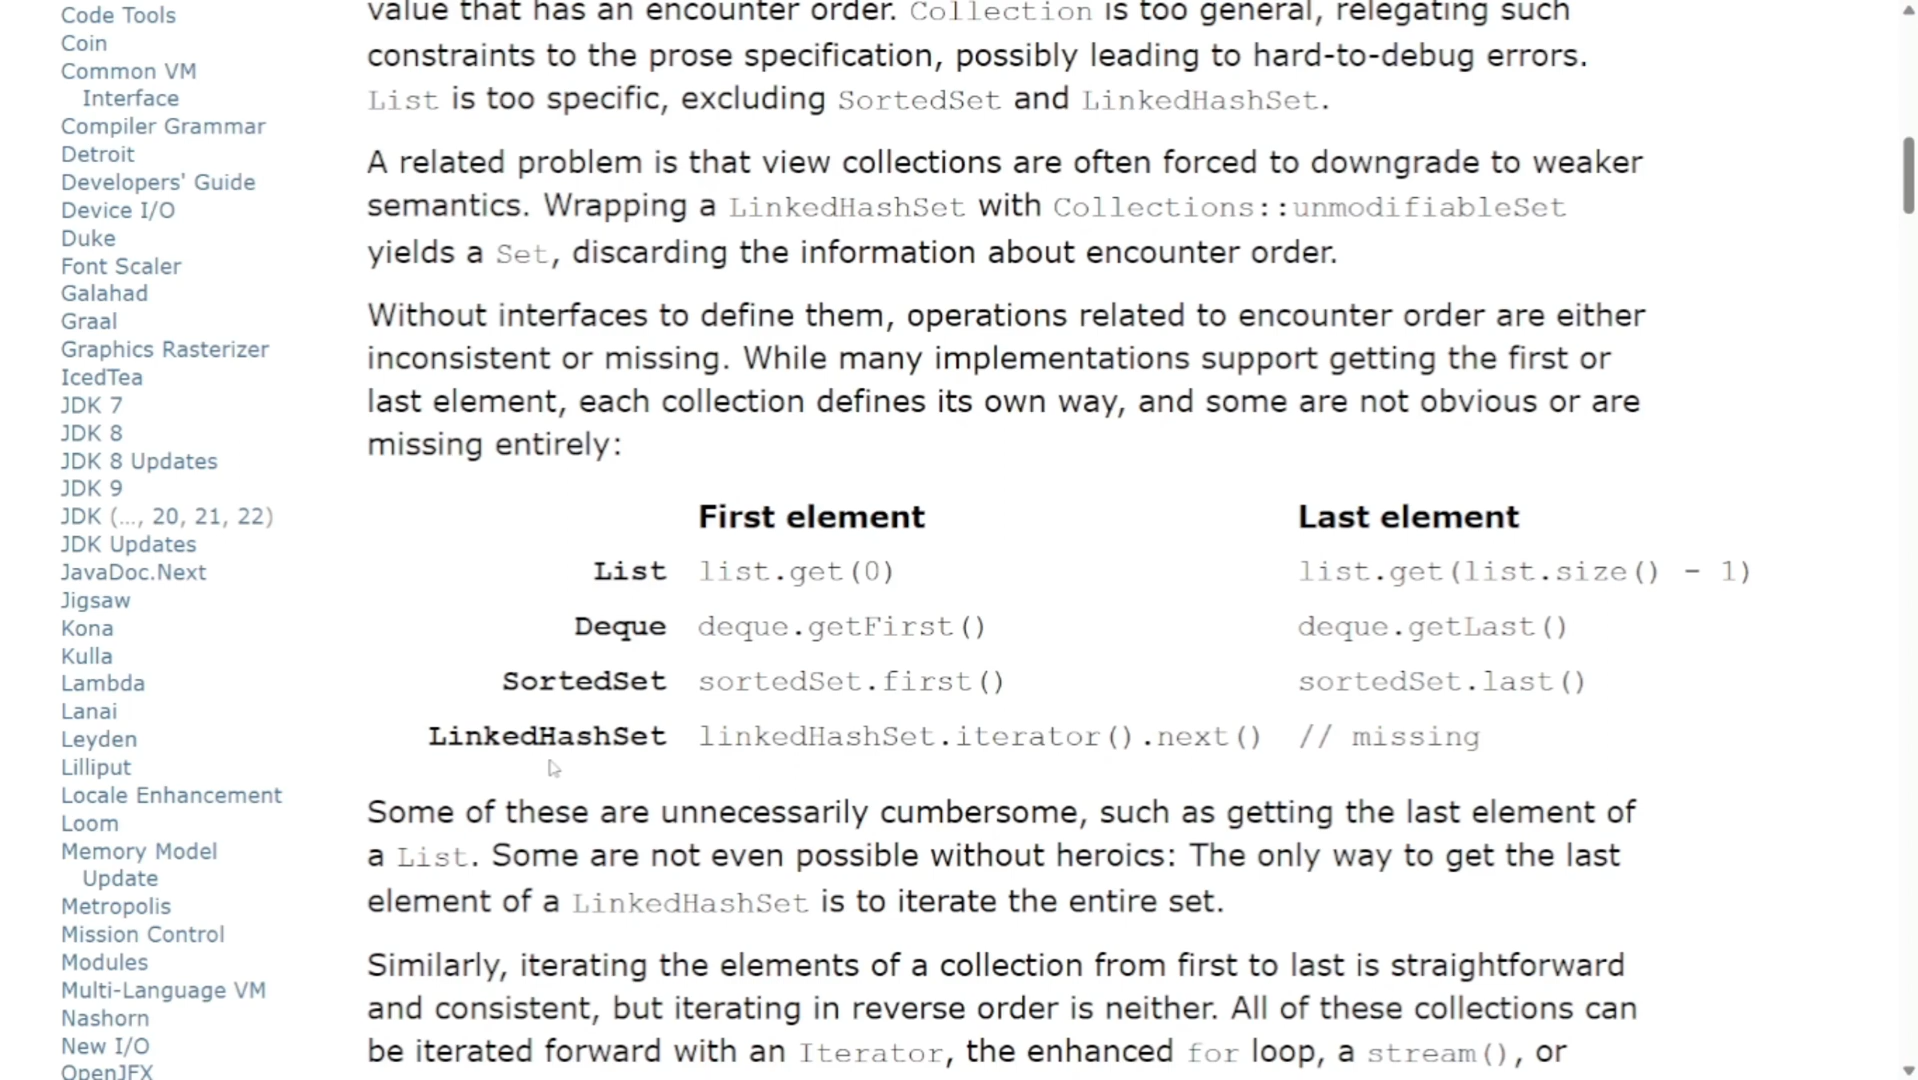 Code Tools
Coin
Common VM
Interface
Compiler Grammar
Detroit
Developers' Guide
Device I/O
Duke
Font Scaler
Galahad
Graal
Graphics Rasterizer
IcedTea
JDK 7
JDK 8
JDK 8 Updates
JDK 9
JDK (…, 20, 21, 22)
JDK Updates
JavaDoc.Next
Jigsaw
Kona
Kulla
Lambda
Lanai
Leyden
Lilliput
Locale Enhancement
Loom
Memory Model
Update
Metropolis
Mission Control
Modules
Multi-Language VM
Nashorn
New I/O
OpenJFX
value that has an encounter order. Collection is too general, relegating such
constraints to the prose specification, possibly leading to hard-to-debug errors.
List is too specific, excluding SortedSet and LinkedHashSet.
A related problem is that view collections are often forced to downgrade to weaker
semantics. Wrapping a LinkedHashSet with Collections::unmodifiableSet
yields a Set, discarding the information about encounter order.
Without interfaces to define them, operations related to encounter order are either
inconsistent or missing. While many implementations support getting the first or
last element, each collection defines its own way, and some are not obvious or are
missing entirely:
First element Last element
List list.get(0) list.get(list.size() - 1)
Deque deque.getFirst() deque.getLast()
SortedSet sortedSet.first() sortedSet.last()
LinkedHashSet linkedHashSet.iterator().next() // missing
Some of these are unnecessarily cumbersome, such as getting the last element of
a List. Some are not even possible without heroics: The only way to get the last
element of a LinkedHashSet is to iterate the entire set.
Similarly, iterating the elements of a collection from first to last is straightforward
and consistent, but iterating in reverse order is neither. All of these collections can
be iterated forward with an Iterator, the enhanced for loop, a stream(), or